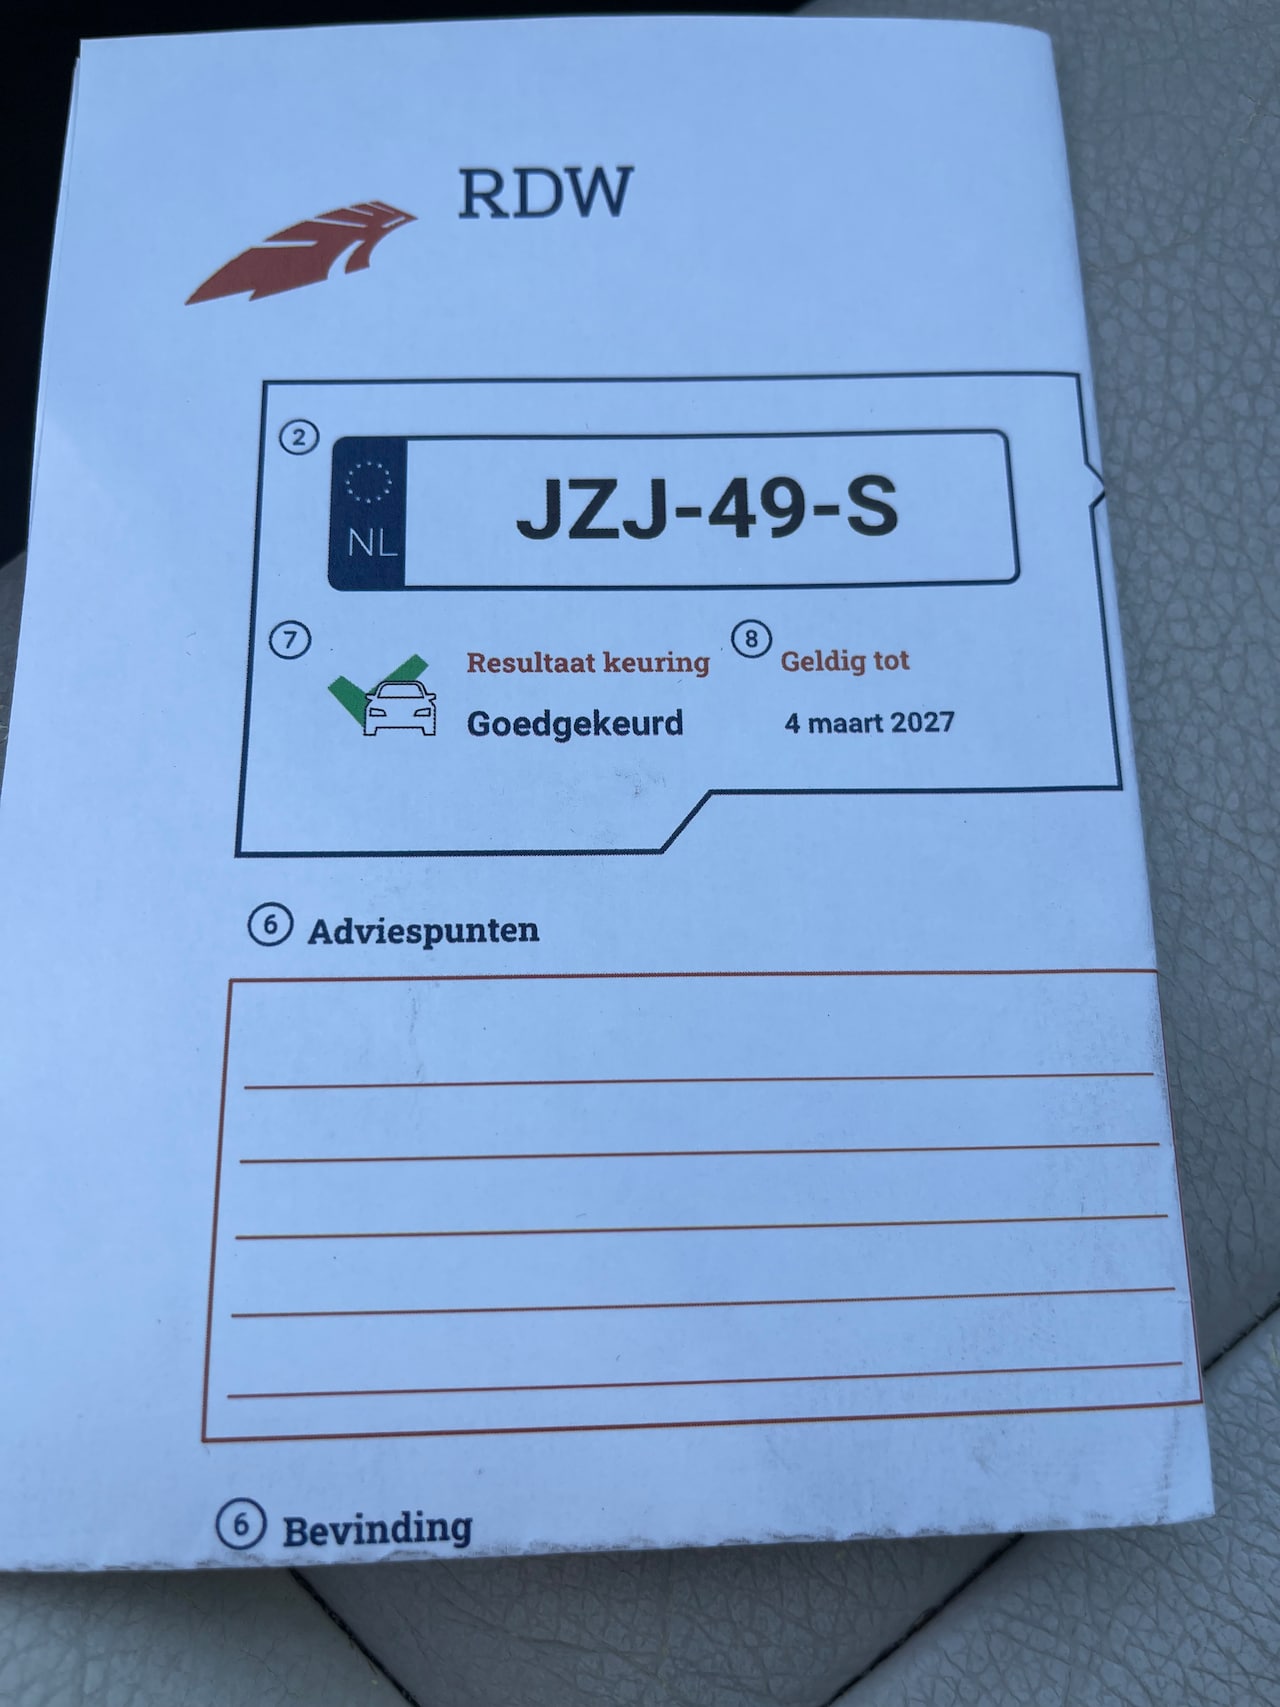 RDW
2
NL
JZJ-49-S
7 Resultaat keuring 8 Geldig tot
Goedgekeurd 4 maart 2027
6 Adviespunten
6 Bevinding